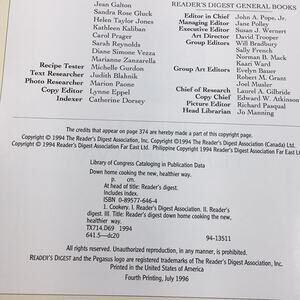 Jean Galton
Sandra Rose Gluck
Helen Taylor Jones
Kathleen Kaliban
Carol Prager
Sarah Reynolds
Diane Simone Vezza
Marianne Zanzarella
Recipe Tester Michelle Gurdon
Text Researcher Judith Blahnik
Photo Researcher Marion Paone
Copy Editor Lynne Eppel
Indexer Catherine Dorsey
READER'S DIGEST GENERAL BOOKS
Editor in Chief John A. Pope, Jr.
Managing Editor Jane Polley
Executive Editor Susan J. Wernert
Art Director David Trooper
Group Editors Will Bradbury
Sally French
Norman B. Mack
Kaari Ward
Group Art Editors Evelyn Bauer
Robert M. Grant
Joel Musler
Chief of Research Laurel A. Gilbride
Copy Chief Edward W. Atkinson
Picture Editor Richard Pasqual
Head Librarian Jo Manning
The credits that appear on page 374 are hereby made a part of this copyright page.
Copyright © 1994 The Reader's Digest Association, Inc. Copyright ©1994 The Reader's Digest Association (Canada) Ltd.
Copyright © 1994 Reader's Digest Association Far East Ltd. Philippine Copyright 1994 Reader's Digest Association Far East Ltd.
Library of Congress Cataloging in Publication Data
Down home cooking the new, healthier way.
p. cm.
At head of title: Reader's digest.
Includes index.
ISBN 0-89577-646-4
1. Cookery. I. Reader's Digest Association. II. Reader's
digest. III. Title: Reader's digest down home cooking the new,
healthier way.
TX714.D69 1994
641.5—dc20 94-13511
All rights reserved. Unauthorized reproduction, in any manner, is prohibited.
READER'S DIGEST and the Pegasus logo are registered trademarks of The Reader's Digest Association, Inc.
Printed in the United States of America
Fourth Printing, July 1996